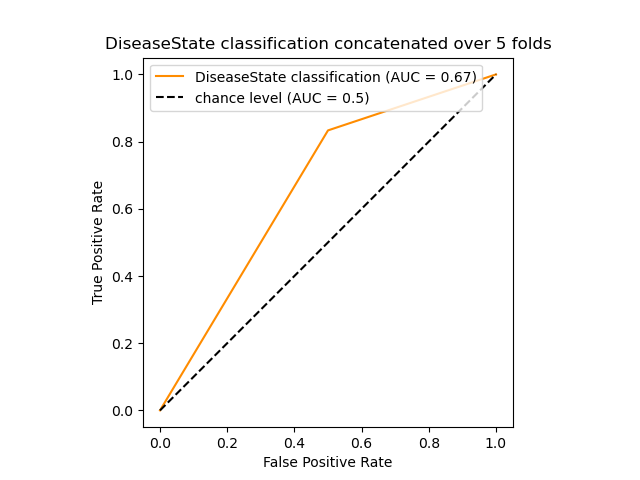 DiseaseState classification concatenated over 5 folds
DiseaseState classification (AUC = 0.67)
chance level (AUC = 0.5)
1.0
0.8
0.6
0.4
0.2
0.0
True Positive Rate
0.0 0.2 0.4 0.6 0.8 1.0
False Positive Rate